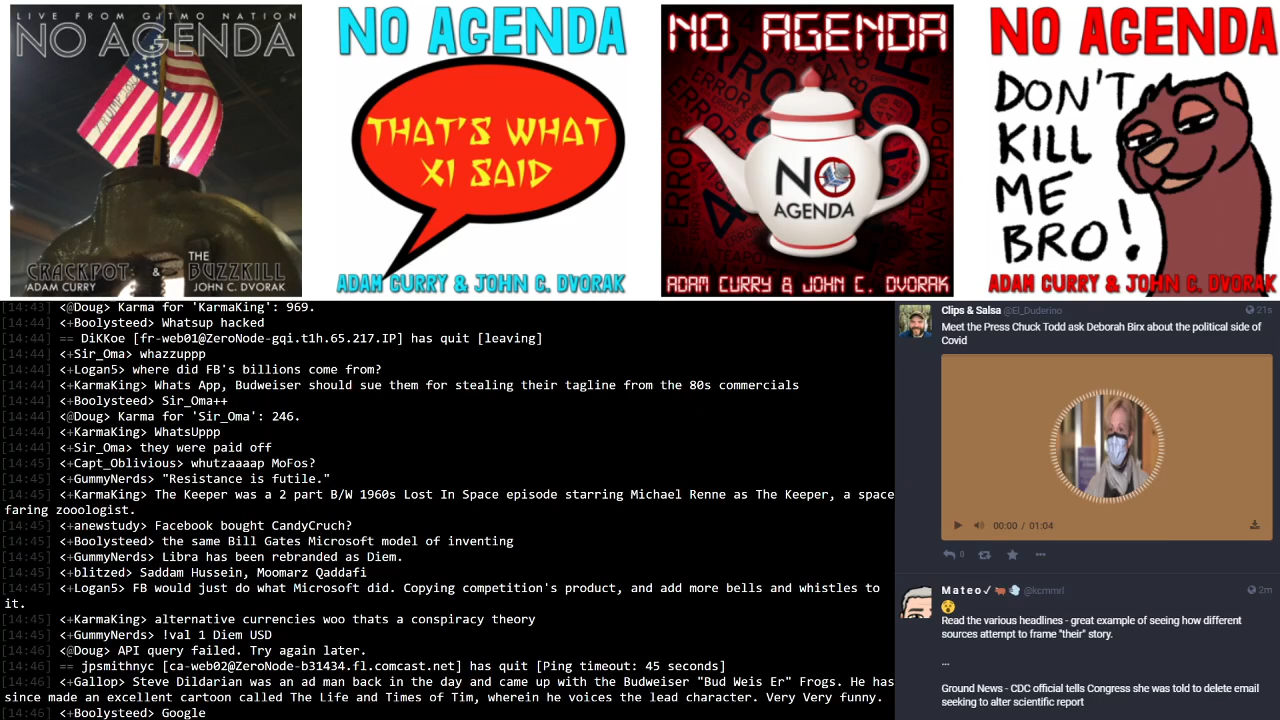 LIVE FROM GITMO NATION
NO AGENDA
TRUMP 2020
CRACKPOT & THE BUZZKILL
ADAM CURRY JOHN C. DVORAK
NO AGENDA
THAT'S WHAT
XI SAID
ADAM CURRY & JOHN C. DVORAK
NO AGENDA
ERROR
418
TEAPOT
NO
AGENDA
ADAM CURRY & JOHN C. DVORAK
NO AGENDA
DON'T
KILL
ME
BRO!
ADAM CURRY & JOHN C. DVORAK
[14:43] <@Doug> Karma for 'KarmaKing': 969.
[14:44] <+Boolysteed> Whatsup hacked
[14:44] == DiKKoe [fr-web01@ZeroNode-gqi.t1h.65.217.IP] has quit [leaving]
[14:44] <+Sir_Oma> whazzuppp
[14:44] <+Logan5> where did FB's billions come from?
[14:44] <+KarmaKing> Whats App, Budweiser should sue them for stealing their tagline from the 80s commercials
[14:44] <+Boolysteed> Sir_Oma++
[14:44] <@Doug> Karma for 'Sir_Oma': 246.
[14:44] <+KarmaKing> WhatsUppp
[14:44] <+Sir_Oma> they were paid off
[14:45] <+Capt_Oblivious> whutzaaaap MoFos?
[14:45] <+GummyNerds> "Resistance is futile."
[14:45] <+KarmaKing> The Keeper was a 2 part B/W 1960s Lost In Space episode starring Michael Renne as The Keeper, a space
faring zooologist.
[14:45] <+anewstudy> Facebook bought CandyCruch?
[14:45] <+Boolysteed> the same Bill Gates Microsoft model of inventing
[14:45] <+GummyNerds> Libra has been rebranded as Diem.
[14:45] <+blitzed> Saddam Hussein, Moomarz Qaddafi
[14:45] <+Logan5> FB would just do what Microsoft did. Copying competition's product, and add more bells and whistles to
it.
[14:46] <+KarmaKing> alternative currencies woo thats a conspiracy theory
[14:46] <+GummyNerds> !val 1 Diem USD
[14:46] <@Doug> API query failed. Try again later.
[14:46] == jpsmithnyc [ca-web02@ZeroNode-b31434.fl.comcast.net] has quit [Ping timeout: 45 seconds]
[14:46] <+Gallop> Steve Dildarian was an ad man back in the day and came up with the Budweiser "Bud Weis Er" Frogs. He has
since made an excellent cartoon called The Life and Times of Tim, wherein he voices the lead character. Very Very funny.
[14:46] <+Boolysteed> Google
Clips & Salsa @El_Duderino 21s
Meet the Press Chuck Todd ask Deborah Birx about the political side of
Covid
00:00 / 01:04
0
Mateo✓ @kcmmrl 2m
Read the various headlines - great example of seeing how different
sources attempt to frame "their" story.
...
Ground News - CDC official tells Congress she was told to delete email
seeking to alter scientific report